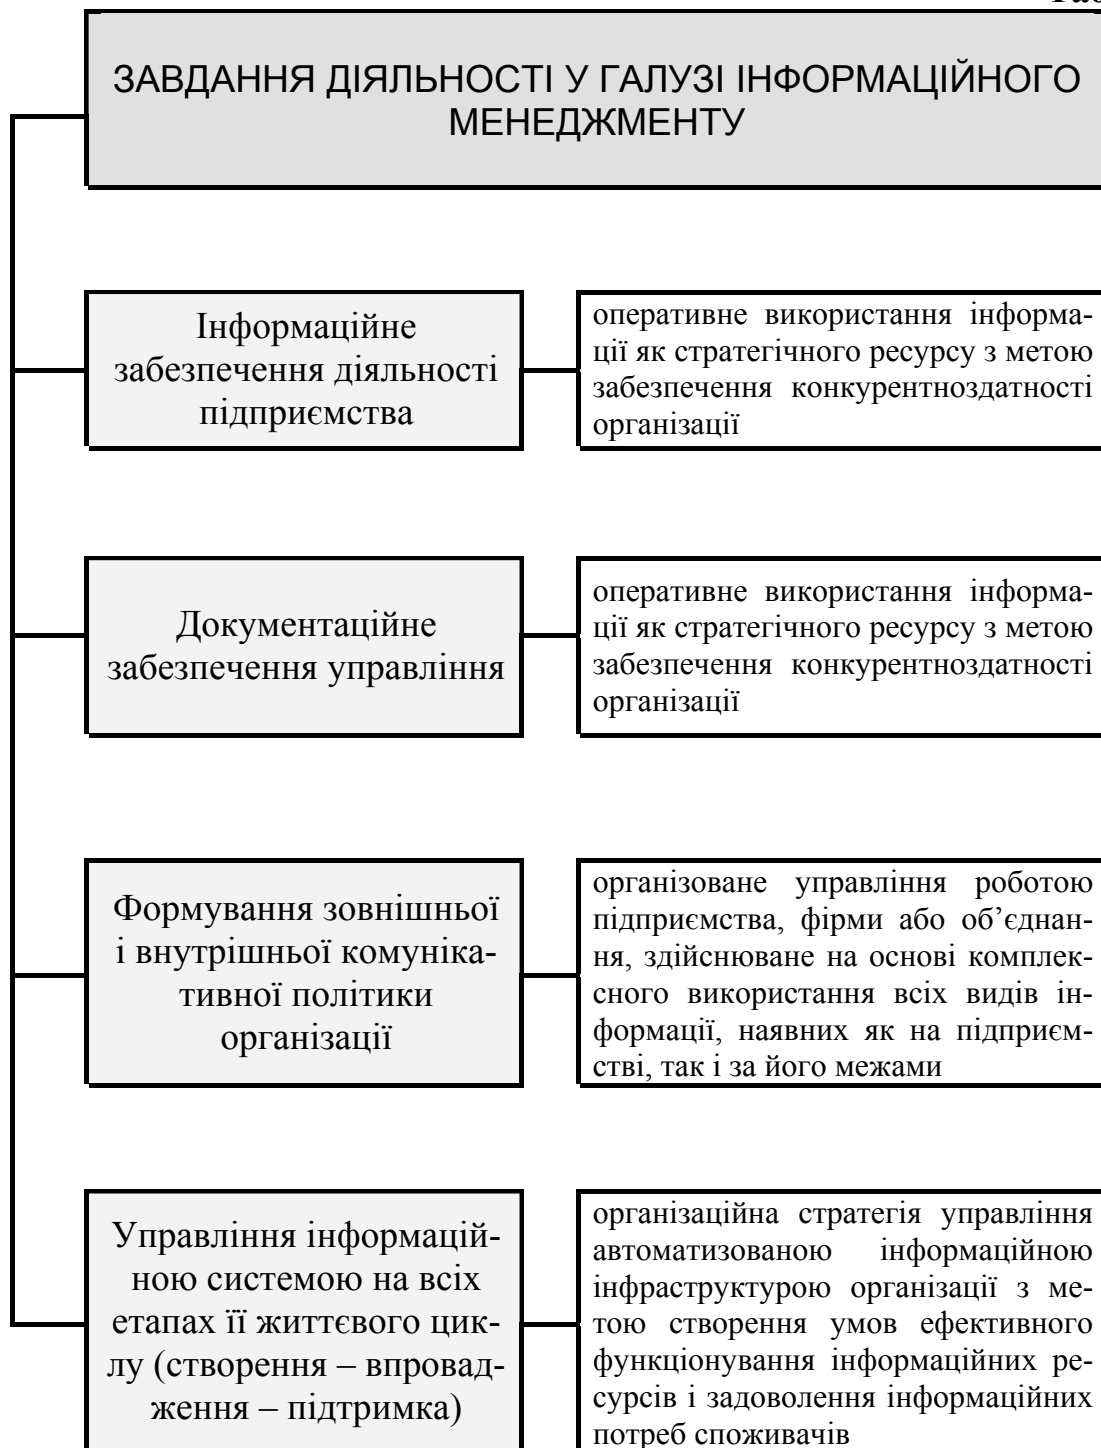 ЗАВДАННЯ ДІЯЛЬНОСТІ У ГАЛУЗІ ІНФОРМАЦІЙНОГО
МЕНЕДЖМЕНТУ
Інформаційне
забезпечення діяльності
підприємства
оперативне використання інформа-
ції як стратегічного ресурсу з метою
забезпечення конкурентноздатності
організації
Документаційне
забезпечення управління
оперативне використання інформа-
ції як стратегічного ресурсу з метою
забезпечення конкурентноздатності
організації
Формування зовнішньої
і внутрішньої комуніка-
тивної політики
організації
організоване управління роботою
підприємства, фірми або об’єднан-
ня, здійснюване на основі комплек-
сного використання всіх видів ін-
формації, наявних як на підприєм-
стві, так і за його межами
Управління інформацій-
ною системою на всіх
етапах її життєвого цик-
лу (створення – впровад-
ження – підтримка)
організаційна стратегія управління
автоматизованою інформаційною
інфраструктурою організації з ме-
тою створення умов ефективного
функціонування інформаційних ре-
сурсів і задоволення інформаційних
потреб споживачів